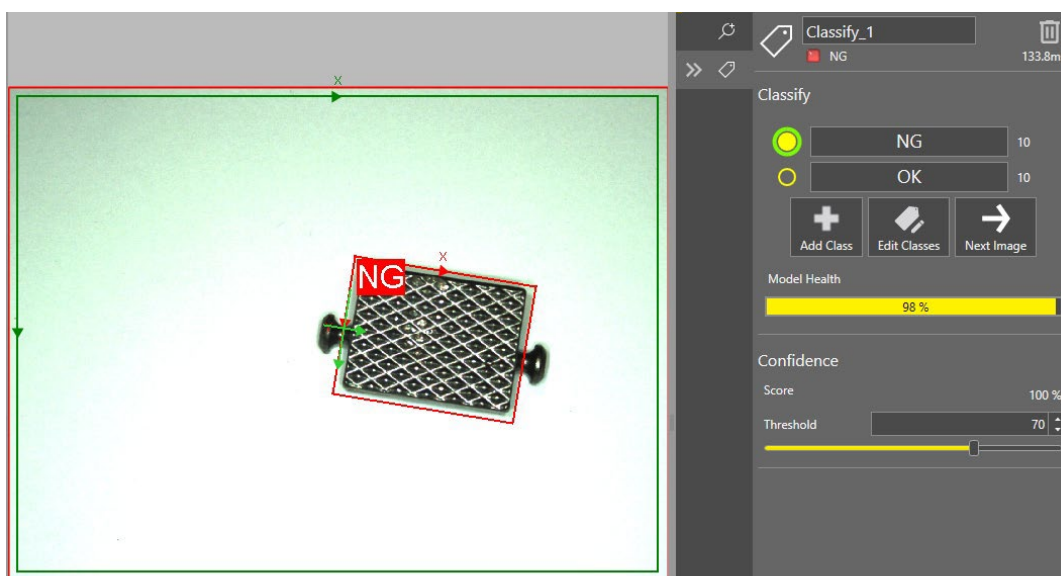 Classify_1
NG
133.8m
Classify
NG
10
OK
10
Add Class
Edit Classes
Next Image
Model Health
98 %
Confidence
Score
100 %
Threshold
70
X
X
NG